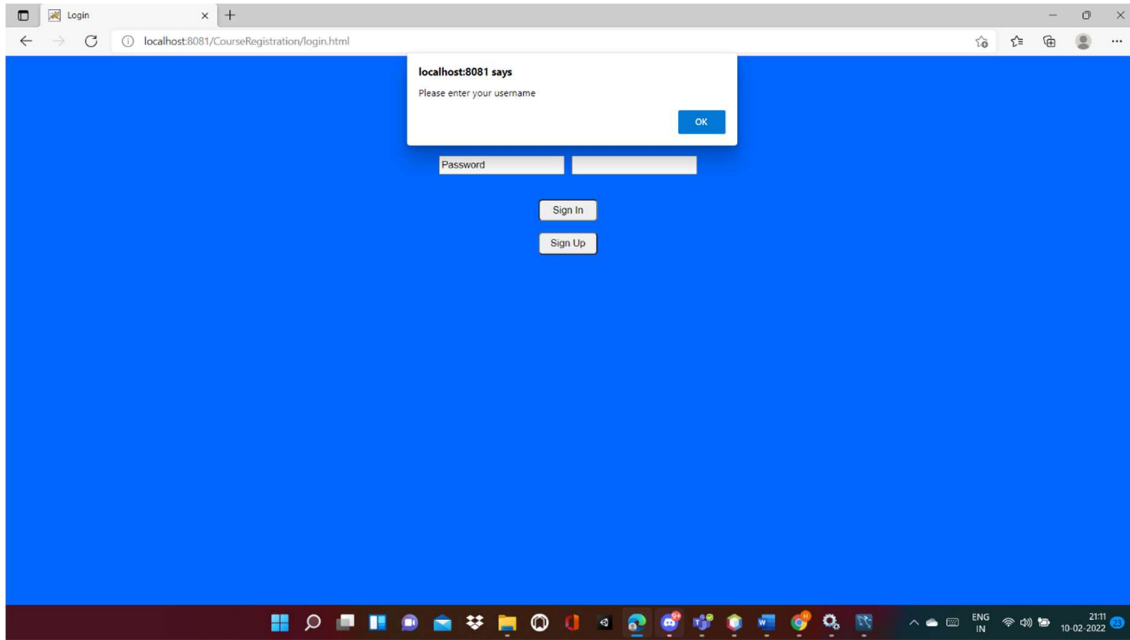 Login
localhost:8081/CourseRegistration/login.html
localhost:8081 says
Please enter your username
OK
Password
Sign In
Sign Up
ENG
IN
21:11
10-02-2022
23